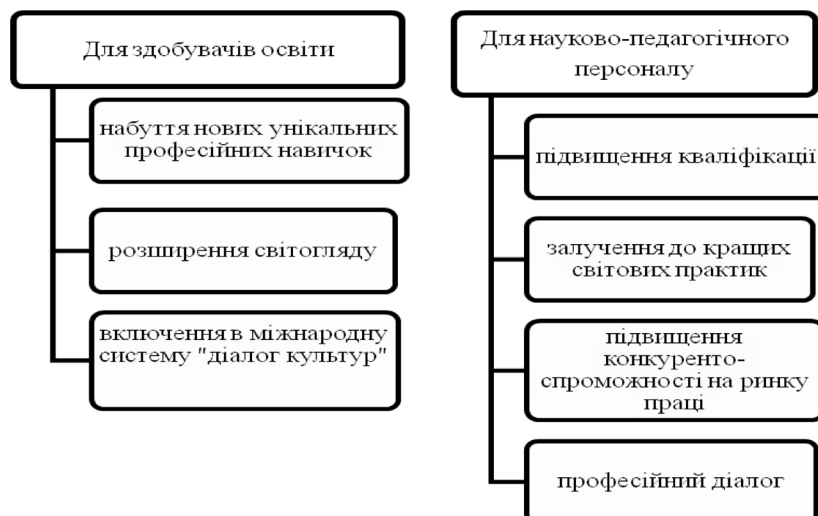 Для здобувачів освіти
набуття нових унікальних
професійних навичок
розширення світогляду
включення в міжнародну
систему "діалог культур"
Для науково-педагогічного
персоналу
підвищення кваліфікації
залучення до кращих
світових практик
підвищення
конкуренто-
спроможності на ринку
праці
професійний діалог